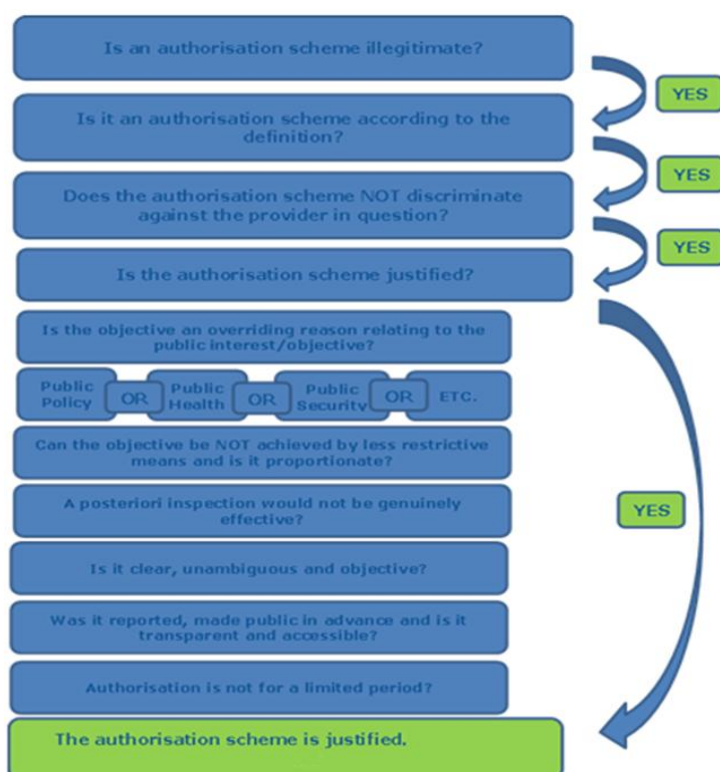 Is an authorisation scheme illegitimate?
YES
Is it an authorisation scheme according to the
definition?
YES
Does the authorisation scheme NOT discriminate
against the provider in question?
YES
Is the authorisation scheme justified?
Is the objective an overriding reason relating to the
public interest/objective?
Public
Policy
OR
Public
Health
OR
Public
Security
OR
ETC.
Can the objective be NOT achieved by less restrictive
means and is it proportionate?
A posteriori inspection would not be genuinely
effective?
YES
Is it clear, unambiguous and objective?
Was it reported, made public in advance and is it
transparent and accessible?
Authorisation is not for a limited period?
The authorisation scheme is justified.